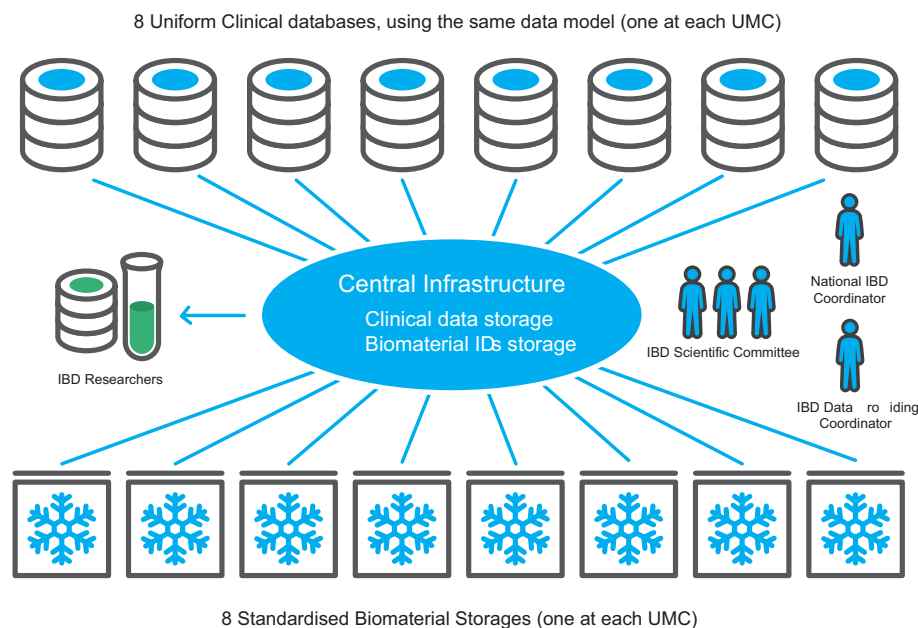 8 Uniform Clinical databases, using the same data model (one at each UMC)
Central Infrastructure
Clinical data storage
Biomaterial IDs storage
IBD Researchers
IBD Scientific Committee
National IBD
Coordinator
IBD Data ro iding
Coordinator
8 Standardised Biomaterial Storages (one at each UMC)